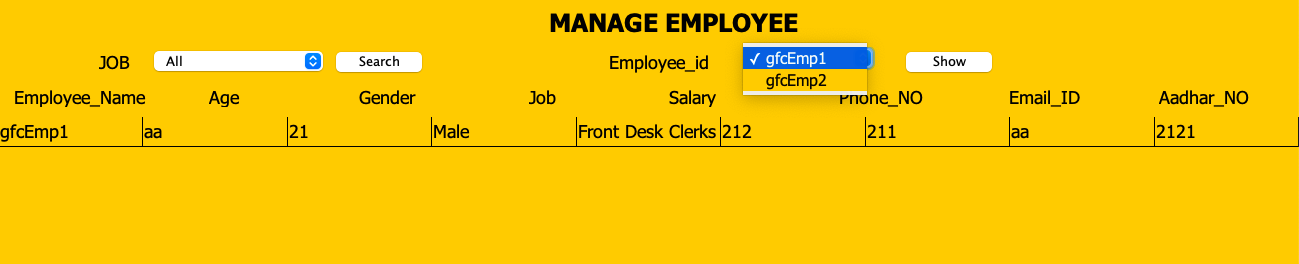 MANAGE EMPLOYEE
JOB All Search Employee_id ✓ gfcEmp1 Show
gfcEmp2
Employee_Name Age Gender Job Salary Phone_NO Email_ID Aadhar_NO
gfcEmp1 aa 21 Male Front Desk Clerks 212 211 aa 2121